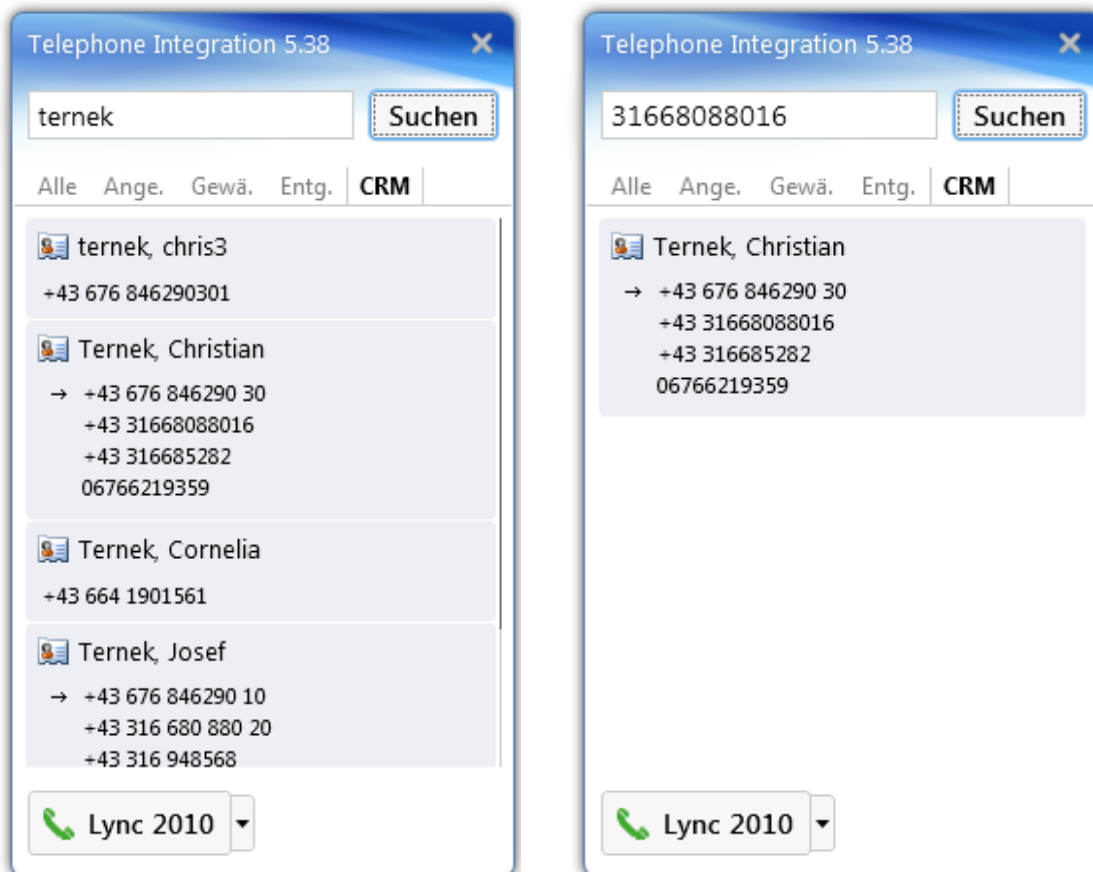 Telephone Integration 5.38
ternek
Suchen
Alle Ange. Gewä. Entg. CRM
ternek, chris3
+43 676 846290301
Ternek, Christian
→ +43 676 846290 30
+43 31668088016
+43 316685282
06766219359
Ternek, Cornelia
+43 664 1901561
Ternek, Josef
→ +43 676 846290 10
+43 316 680 880 20
+43 316 948568
Lync 2010
Telephone Integration 5.38
31668088016
Suchen
Alle Ange. Gewä. Entg. CRM
Ternek, Christian
→ +43 676 846290 30
+43 31668088016
+43 316685282
06766219359
Lync 2010